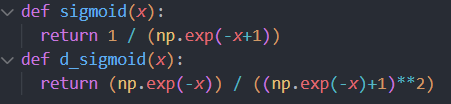 def sigmoid(x):
    return 1 / (np.exp(-x+1))
def d_sigmoid(x):
    return (np.exp(-x)) / ((np.exp(-x)+1)**2)